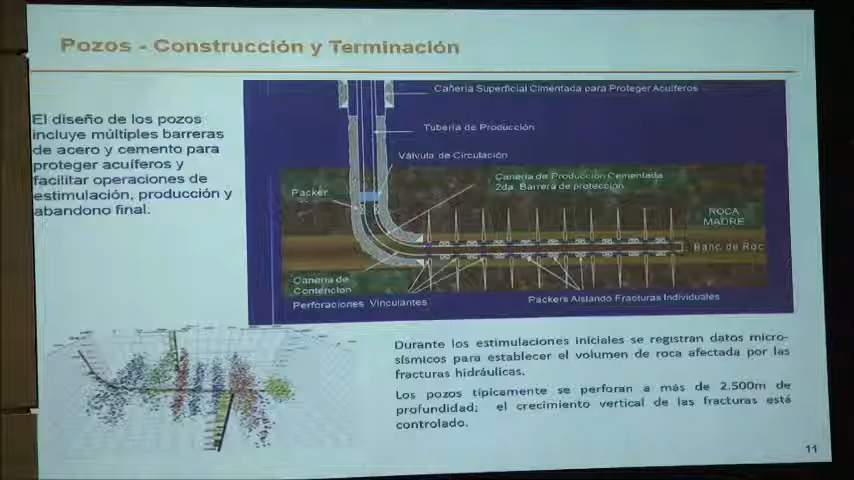 Pozos - Construcción y Terminación
El diseño de los pozos
incluye múltiples barreras
de acero y cemento para
proteger acuíferos y
facilitar operaciones de
estimulación, producción y
abandono final.
Cañería Superficial Cimentada para Proteger Acuíferos
Tubería de Producción
Válvula de Circulación
Cañería de Producción Cementada
2da. Barrera de protección
Packer
ROCA
MADRE
Banc. de Roc
Cañería de
Contención
Perforaciones Vinculantes
Packers Aislando Fracturas Individuales
Durante los estimulaciones iniciales se registran datos micro-
sísmicos para establecer el volumen de roca afectada por las
fracturas hidráulicas.
Los pozos típicamente se perforan a más de 2.500m de
profundidad; el crecimiento vertical de las fracturas está
controlado.
11